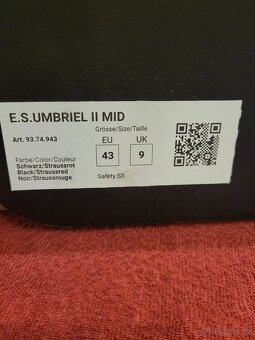 E.S.UMBRIEL II MID
Grösse/Size/Taille
Art. 93.74.943
EU UK
43 9
Farbe/Color/Couleur
Schwarz/Straussrot
Black/Straussred
Noir/Straussrouge
Safety S3